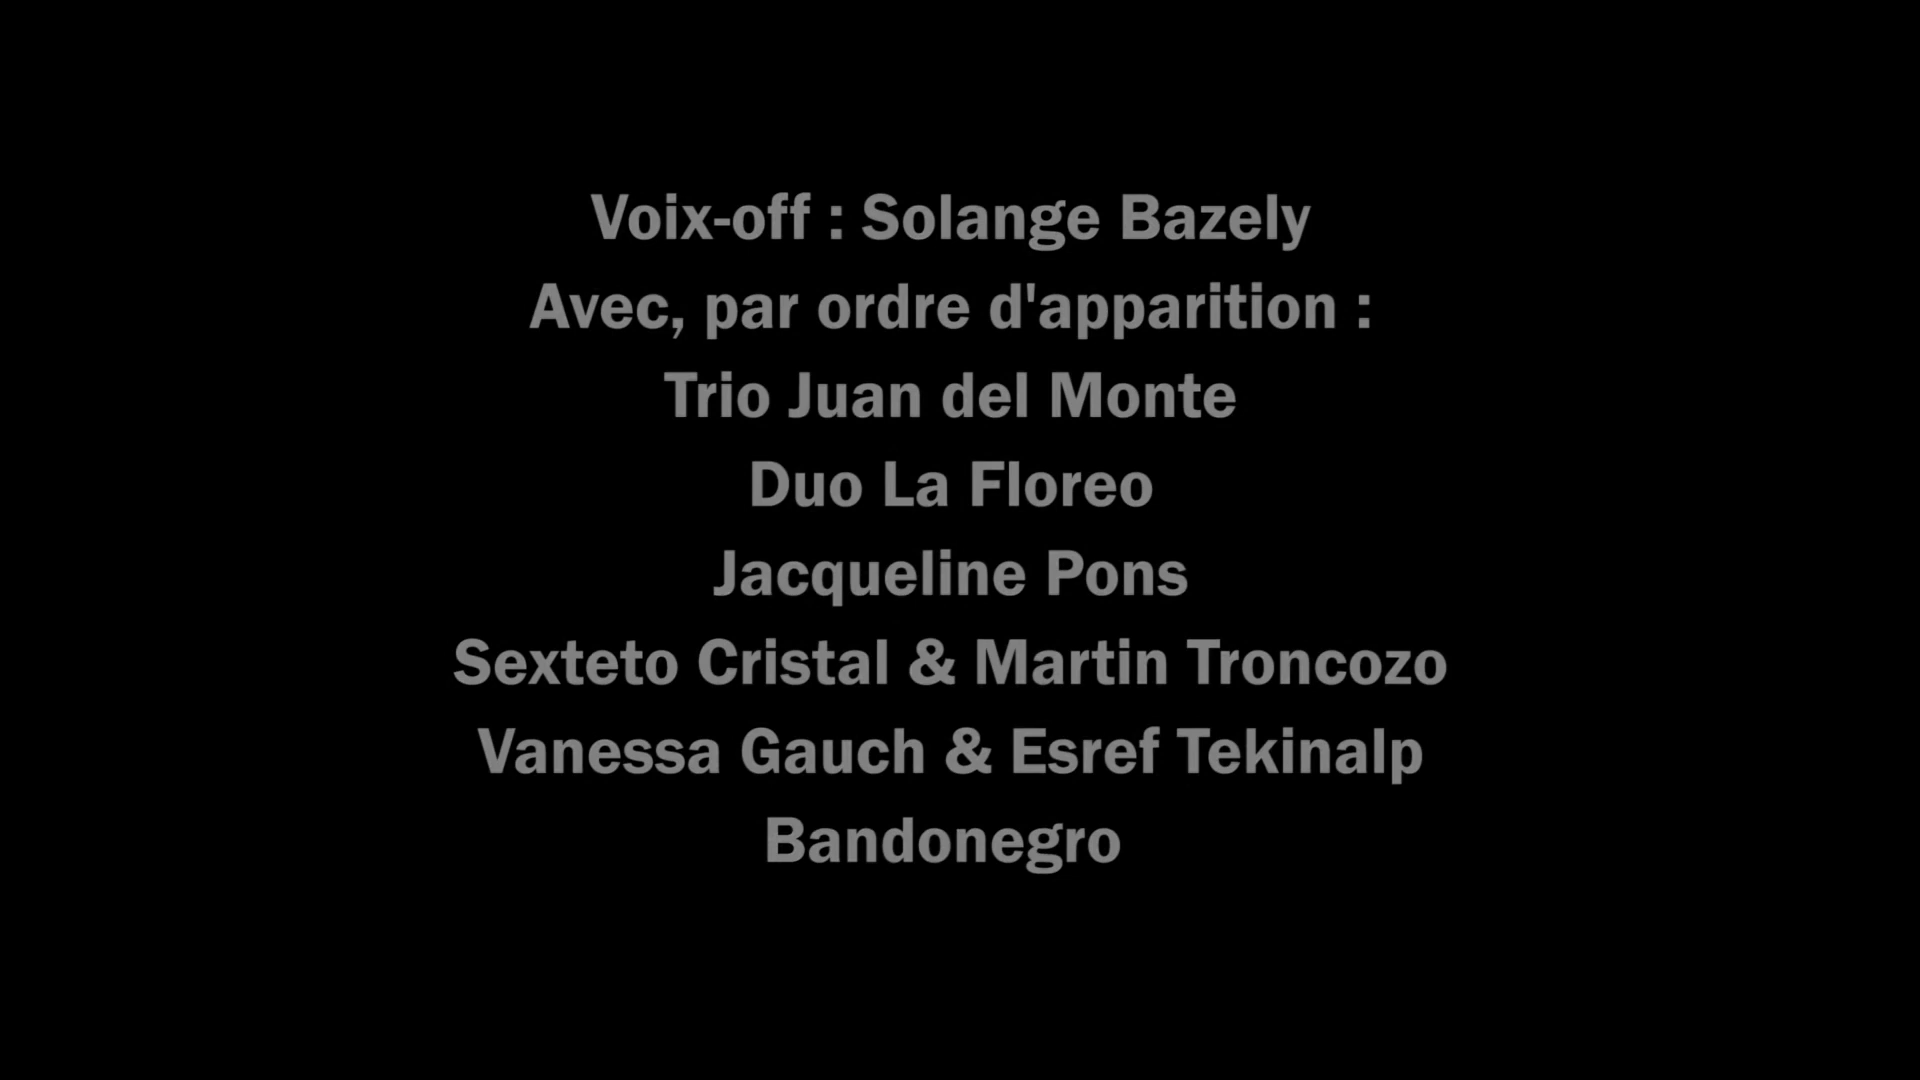 Voix-off : Solange Bazely
Avec, par ordre d'apparition :
Trio Juan del Monte
Duo La Floreo
Jacqueline Pons
Sexteto Cristal & Martin Troncozo
Vanessa Gauch & Esref Tekinalp
Bandonegro